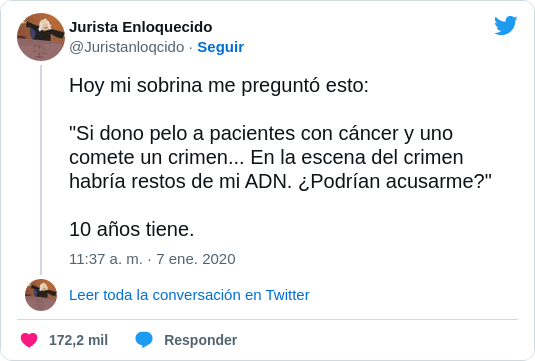 Jurista Enloquecido
@Juristanloqcido · Seguir
Hoy mi sobrina me preguntó esto:
"Si dono pelo a pacientes con cáncer y uno
comete un crimen... En la escena del crimen
habría restos de mi ADN. ¿Podrían acusarme?"
10 años tiene.
11:37 a. m. · 7 ene. 2020
Leer toda la conversación en Twitter
172,2 mil
Responder